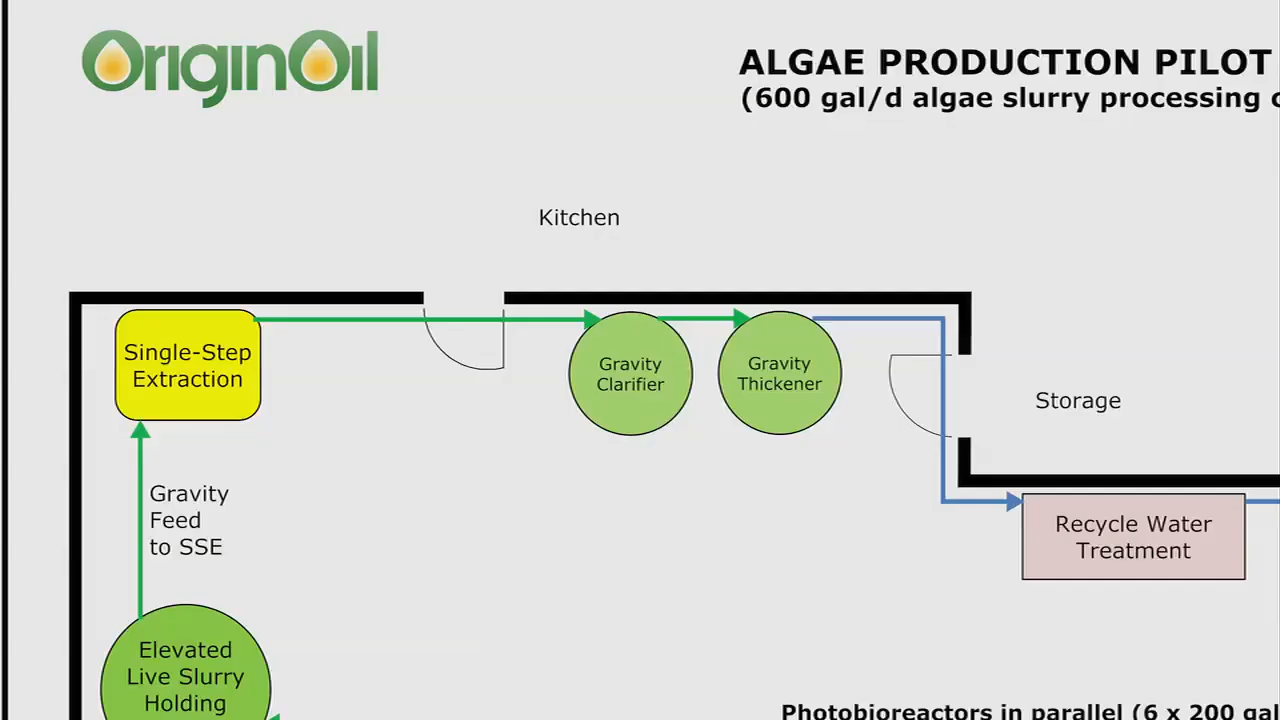 OriginOil
ALGAE PRODUCTION PILOT
(600 gal/d algae slurry processing
Kitchen
Single-Step
Extraction
Gravity
Clarifier
Gravity
Thickener
Storage
Gravity
Feed
to SSE
Recycle Water
Treatment
Elevated
Live Slurry
Holding
Photobioreactors in parallel (6 x 200 gal